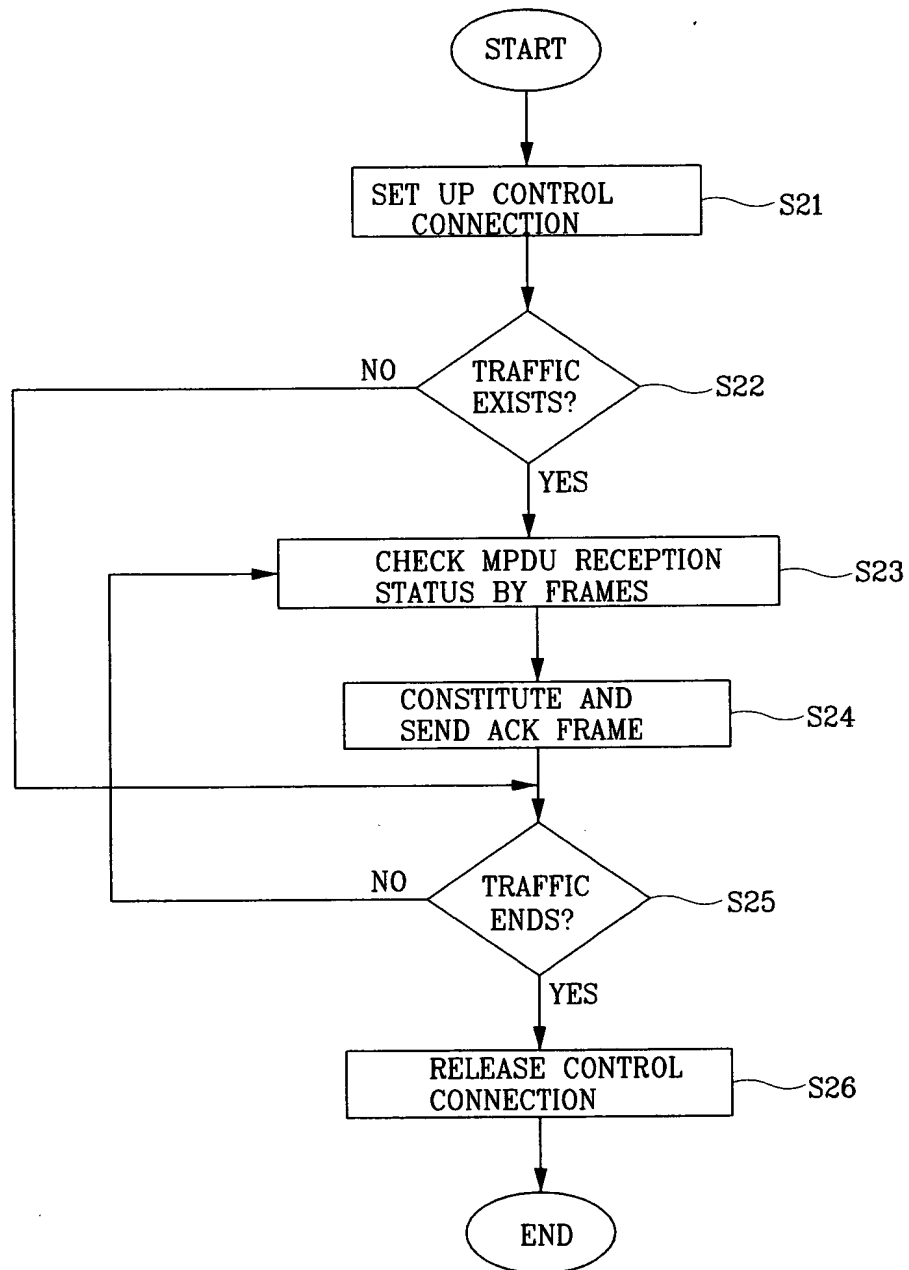 START
SET UP CONTROL
CONNECTION
S21
NO
TRAFFIC
EXISTS?
S22
YES
CHECK MPDU RECEPTION
STATUS BY FRAMES
S23
CONSTITUTE AND
SEND ACK FRAME
S24
NO
TRAFFIC
ENDS?
S25
YES
RELEASE CONTROL
CONNECTION
S26
END